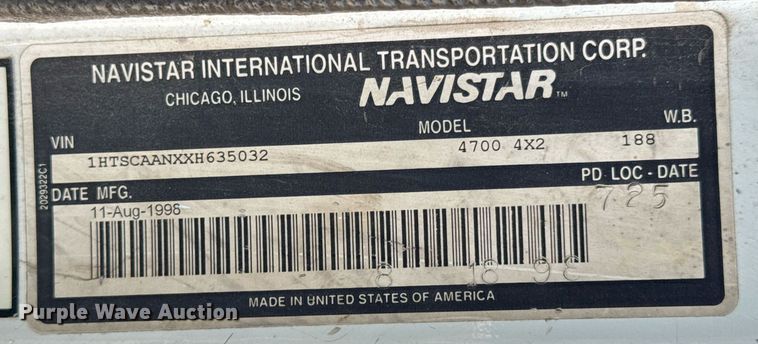 NAVISTAR INTERNATIONAL TRANSPORTATION CORP.
CHICAGO, ILLINOIS NAVISTAR™
VIN MODEL W.B.
1HTSCAANXXH635032 4700 4X2 188
PD LOC - DATE
725
DATE MFG.
11-Aug-1998
8 18 98
MADE IN UNITED STATES OF AMERICA
2029322C1
Purple Wave Auction